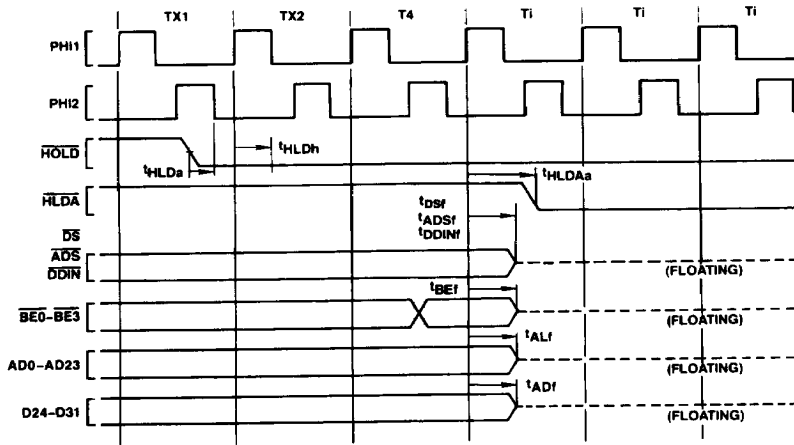 TX1 TX2 T4 Ti Ti Ti
PHI1
PHI2
HOLD
tHLDa tHLDh
HLDA
tHLDAa
DS
ADS
DDIN
tDSf
tADSf
tDDINf
(FLOATING)
BE0-BE3
tBEf
(FLOATING)
AD0-AD23
tALf
(FLOATING)
D24-D31
tADf
(FLOATING)